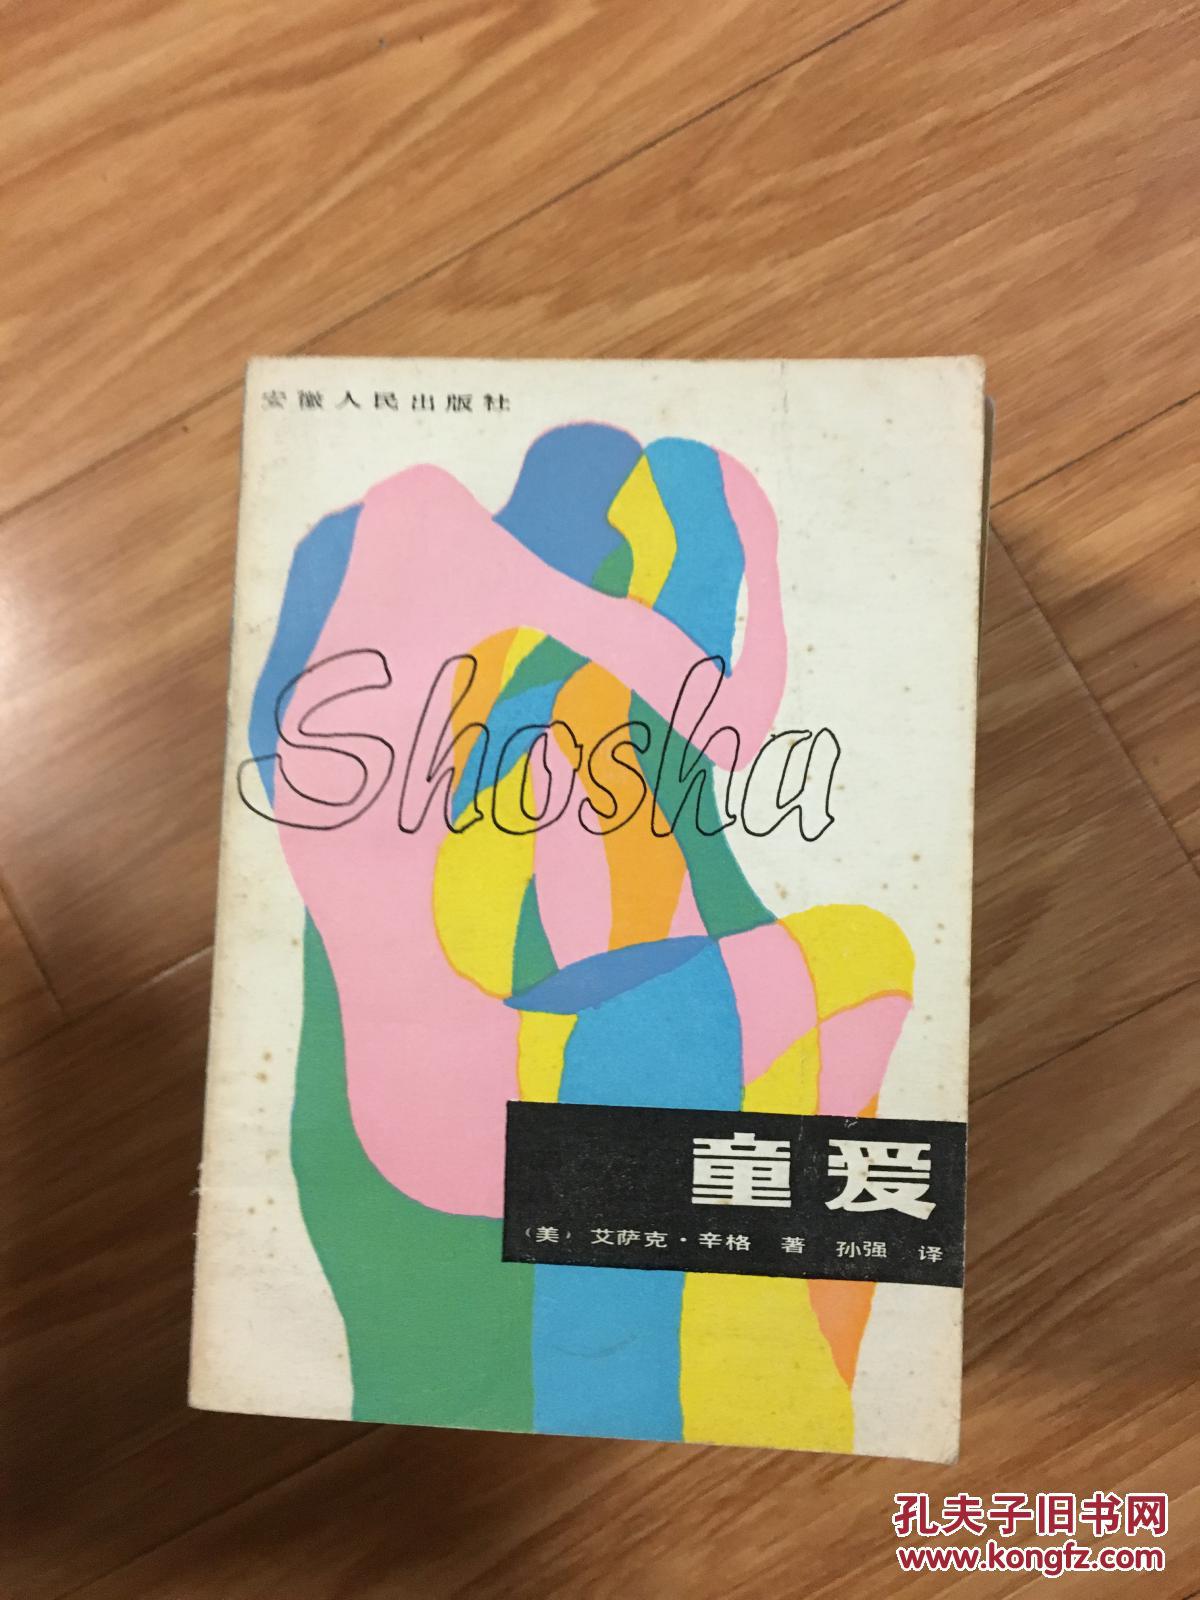 安徽人民出版社
Shosha
童爱
（美）艾萨克·辛格 著 孙强 译
孔夫子旧书网
www.kongfz.com